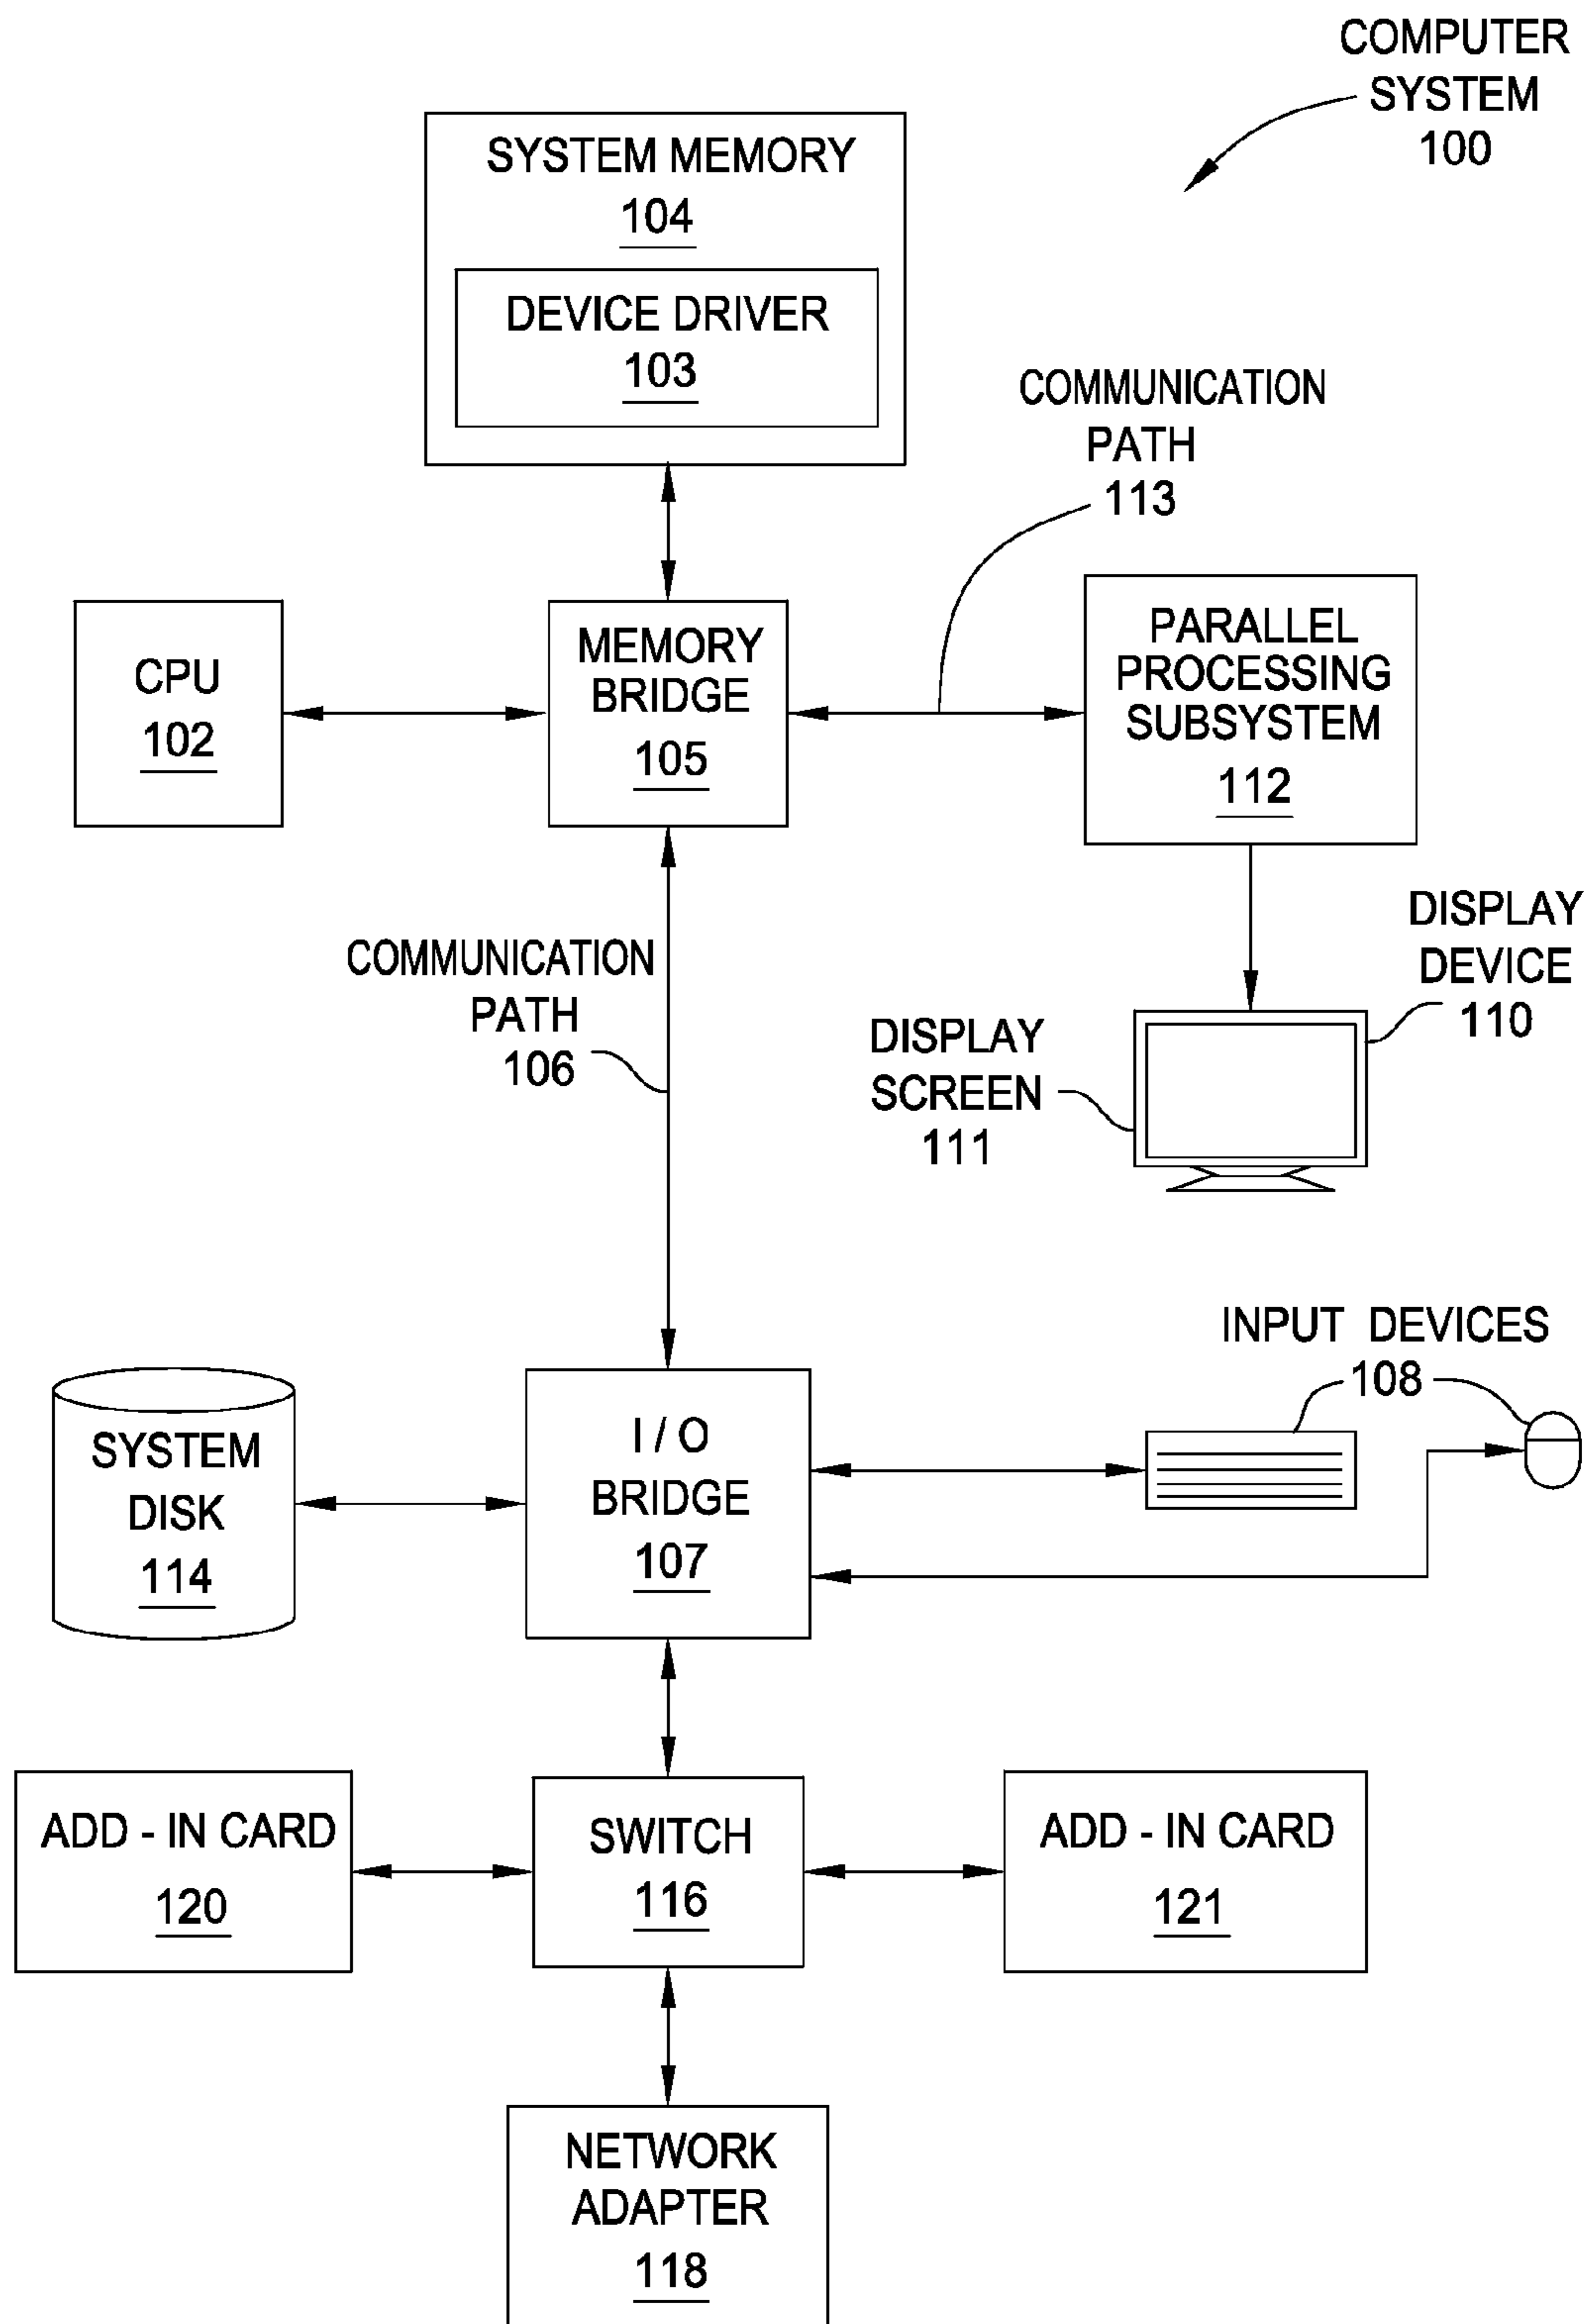 COMPUTER
SYSTEM
100
SYSTEM MEMORY
104
DEVICE DRIVER
103
COMMUNICATION
PATH
113
CPU
102
MEMORY
BRIDGE
105
PARALLEL
PROCESSING
SUBSYSTEM
112
COMMUNICATION
PATH
106
DISPLAY
DEVICE
110
DISPLAY
SCREEN
111
INPUT DEVICES
108
SYSTEM
DISK
114
I / O
BRIDGE
107
ADD - IN CARD
120
SWITCH
116
ADD - IN CARD
121
NETWORK
ADAPTER
118